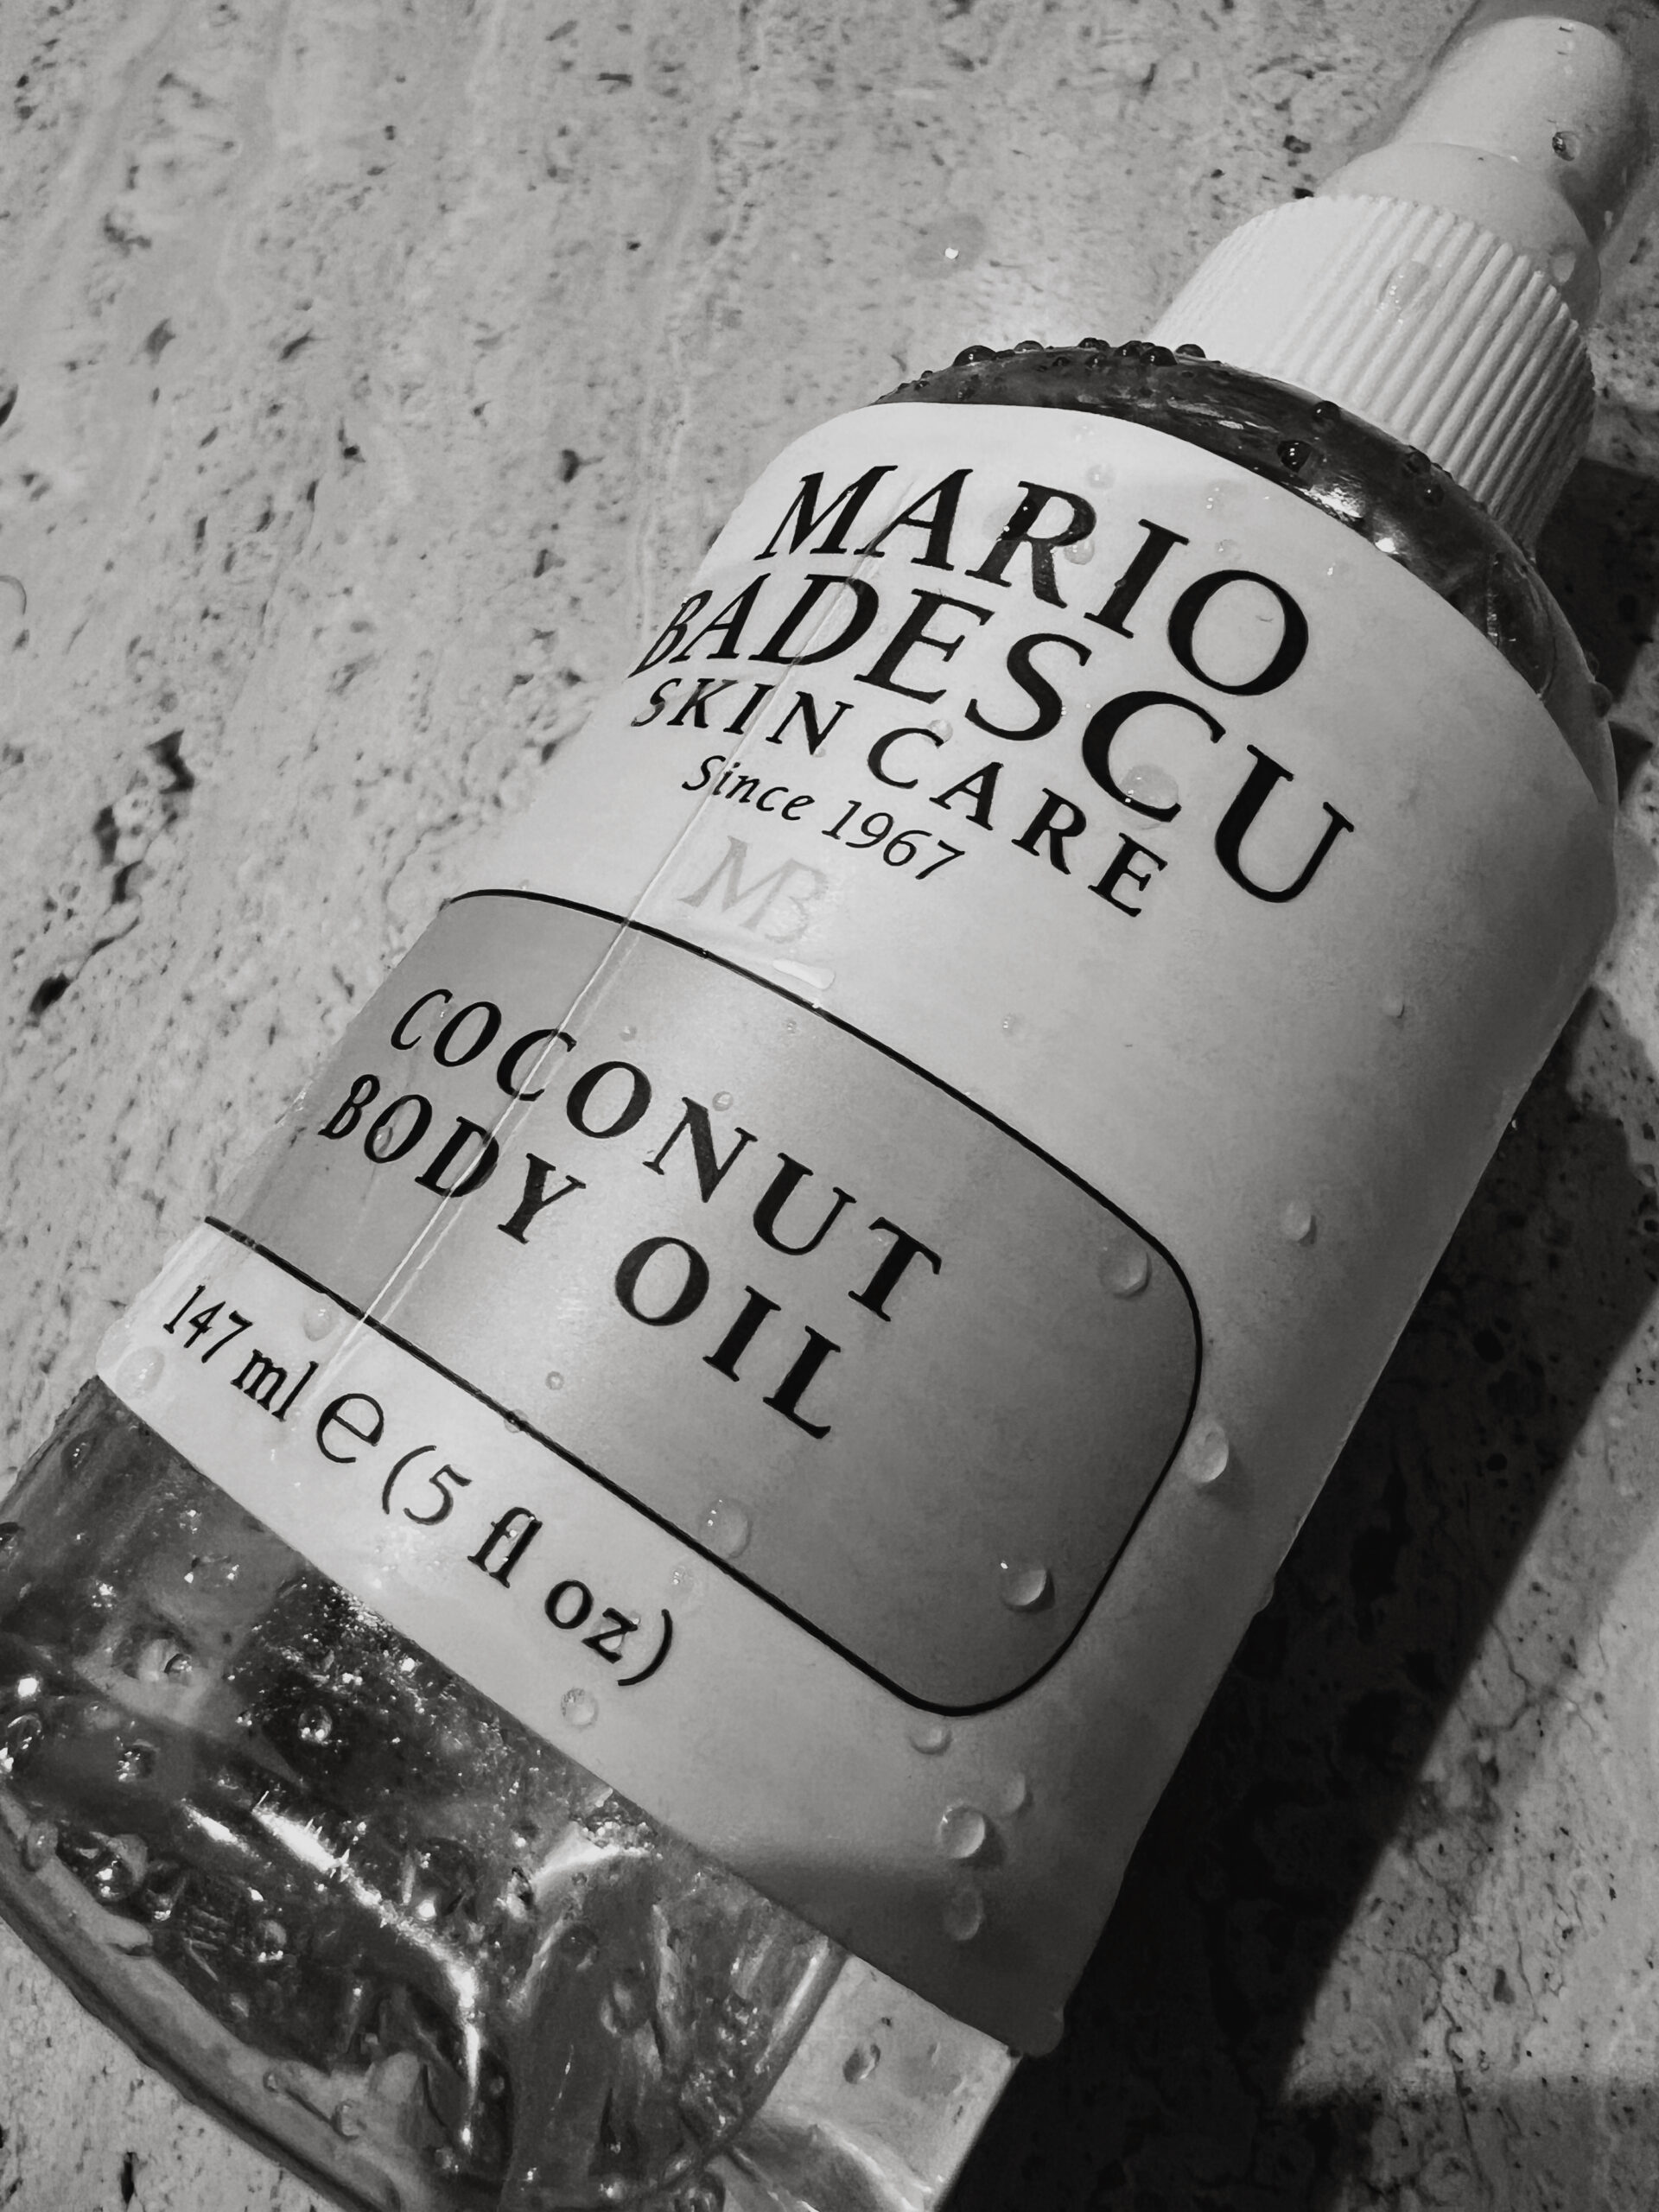 MARIO
BADESCU
SKIN CARE
Since 1967
MB
COCONUT
BODY OIL
147 ml ℮ (5 fl oz)